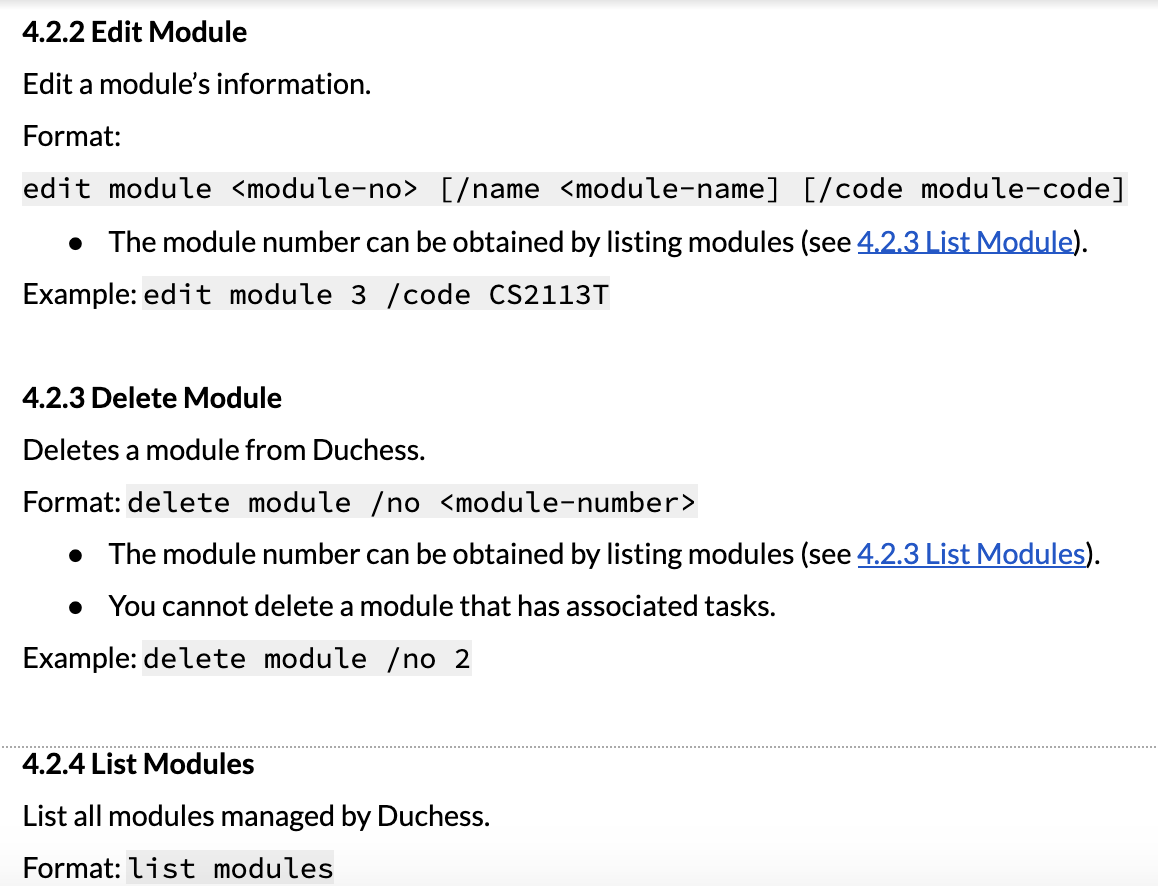 4.2.2 Edit Module
Edit a module’s information.
Format:
edit module <module-no> [/name <module-name] [/code module-code]
● The module number can be obtained by listing modules (see 4.2.3 List Module).
Example: edit module 3 /code CS2113T
4.2.3 Delete Module
Deletes a module from Duchess.
Format: delete module /no <module-number>
● The module number can be obtained by listing modules (see 4.2.3 List Modules).
● You cannot delete a module that has associated tasks.
Example: delete module /no 2
4.2.4 List Modules
List all modules managed by Duchess.
Format: list modules